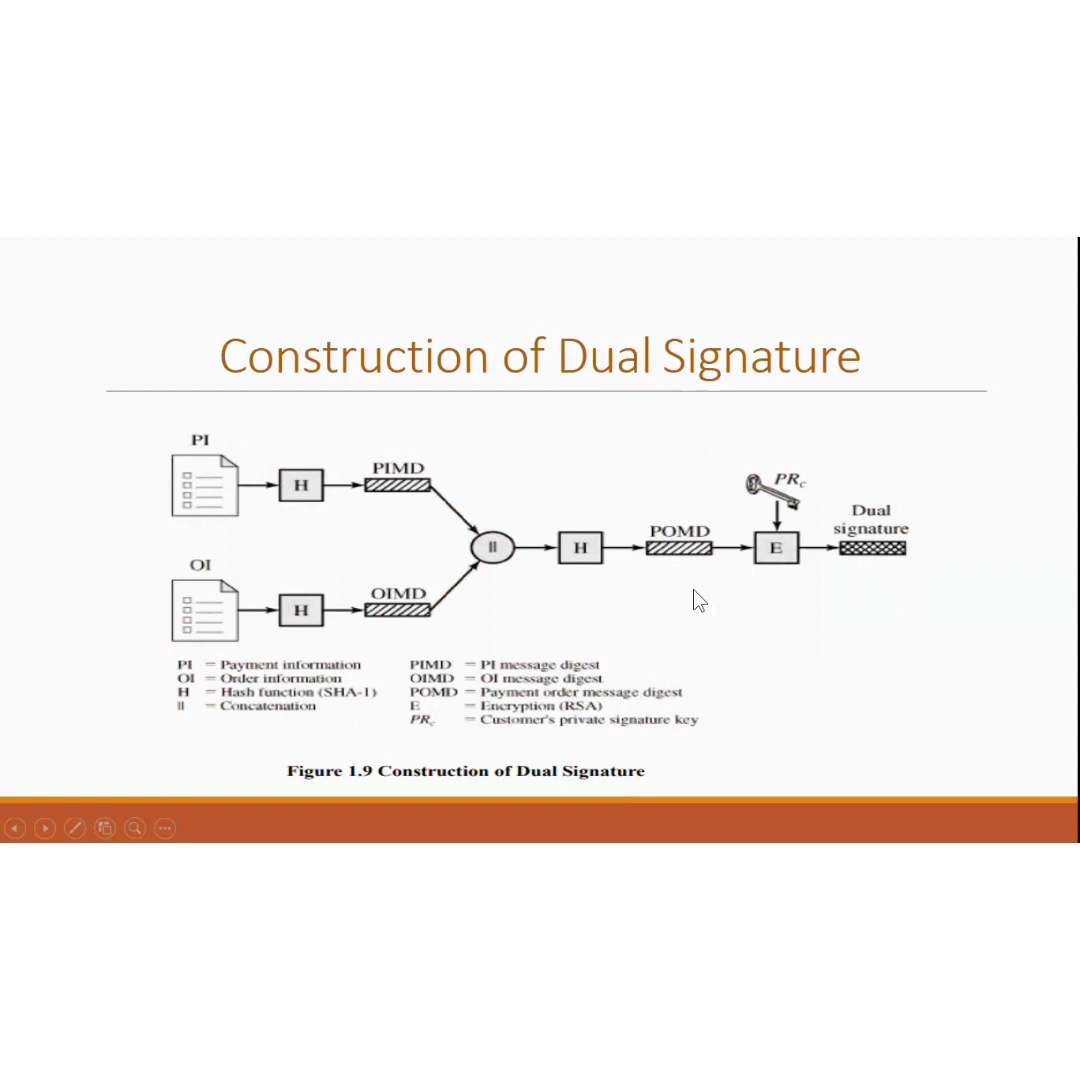 Construction of Dual Signature
PI
H
PIMD
PRc
Dual
signature
POMD
||
H
E
OI
H
OIMD
PI = Payment information
OI = Order information
H = Hash function (SHA-1)
|| = Concatenation
PIMD = PI message digest
OIMD = OI message digest
POMD = Payment order message digest
E = Encryption (RSA)
PRc = Customer's private signature key
Figure 1.9 Construction of Dual Signature